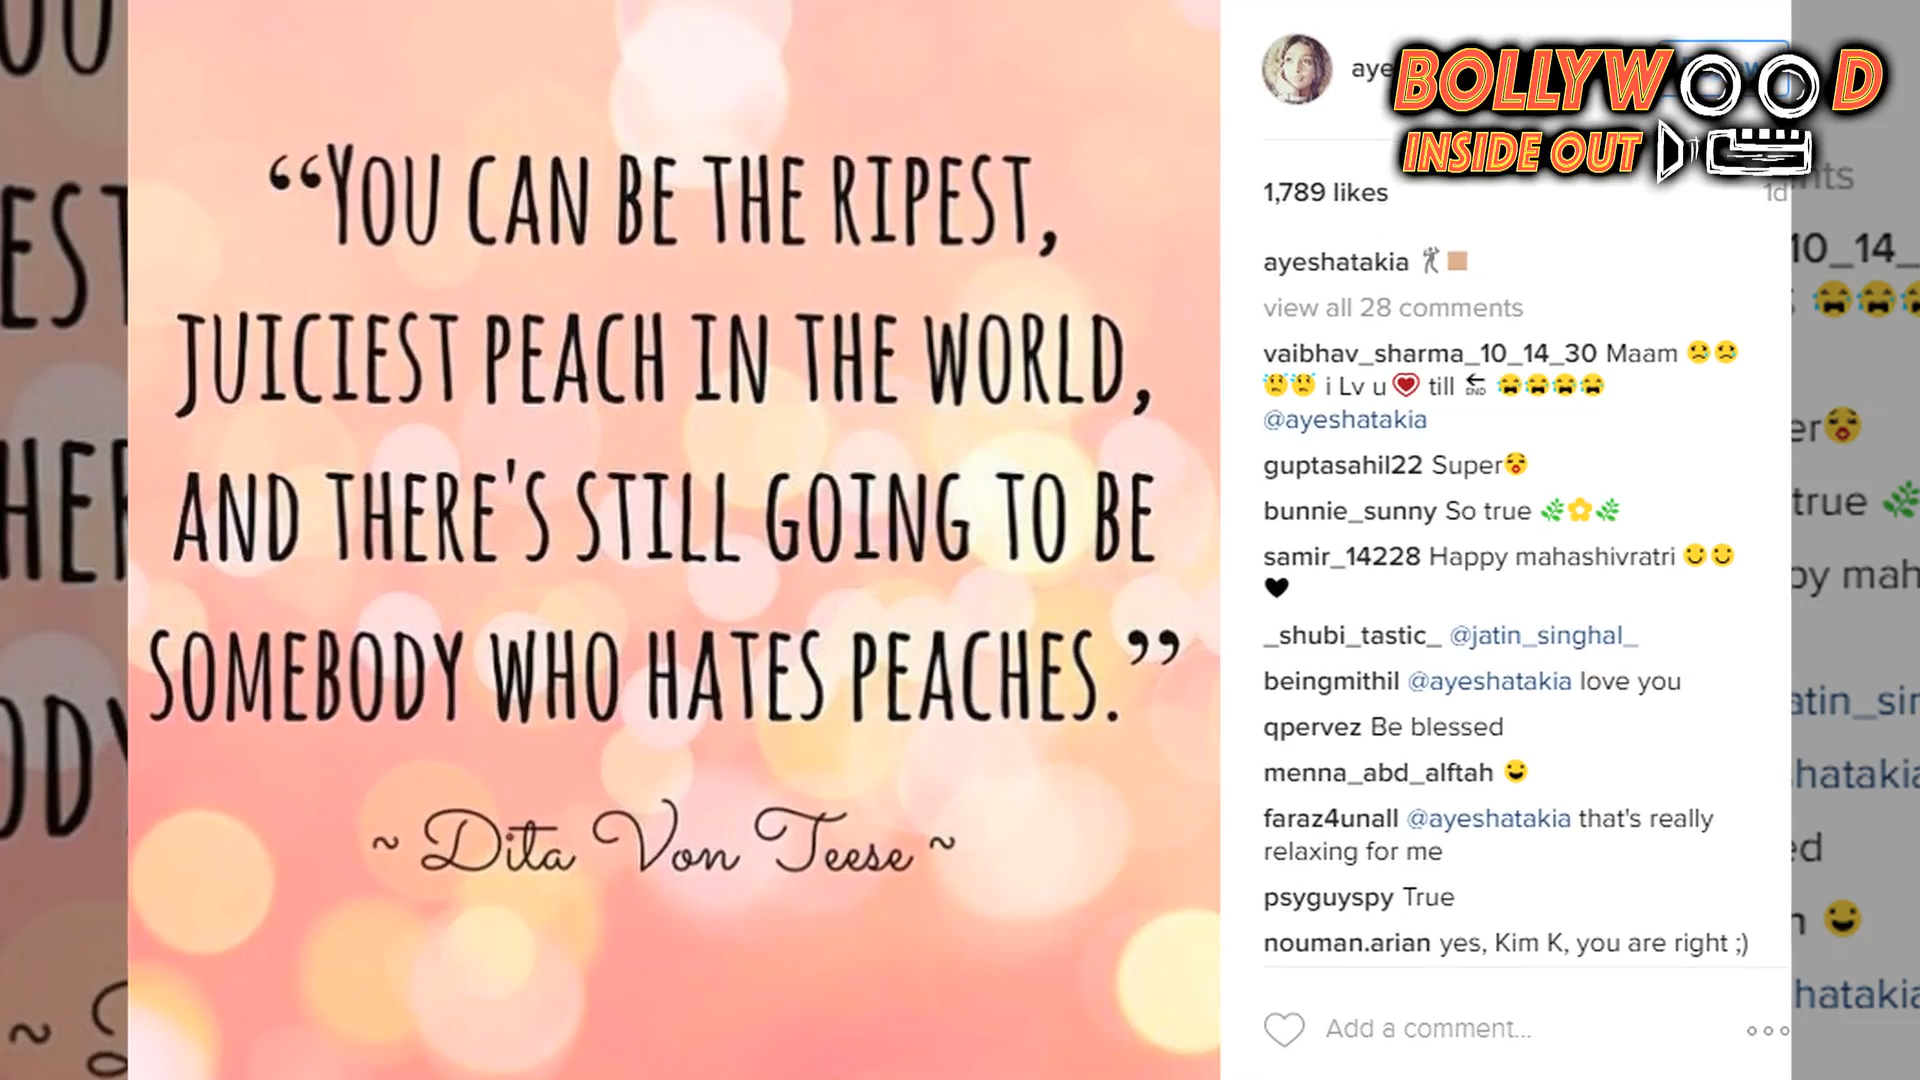 “You can be the ripest,
juiciest peach in the world,
and there's still going to be
somebody who hates peaches.”
~ Dita Von Teese ~
BOLLYWOOD
INSIDE OUT
aye
1,789 likes
1d
ayeshatakia
view all 28 comments
vaibhav_sharma_10_14_30 Maam
i Lv u till END
@ayeshatakia
guptasahil22 Super
bunnie_sunny So true
samir_14228 Happy mahashivratri
_shubi_tastic_ @jatin_singhal_
beingmithil @ayeshatakia love you
qpervez Be blessed
menna_abd_alftah
faraz4unall @ayeshatakia that's really
relaxing for me
psyguyspy True
nouman.arian yes, Kim K, you are right ;)
Add a comment...